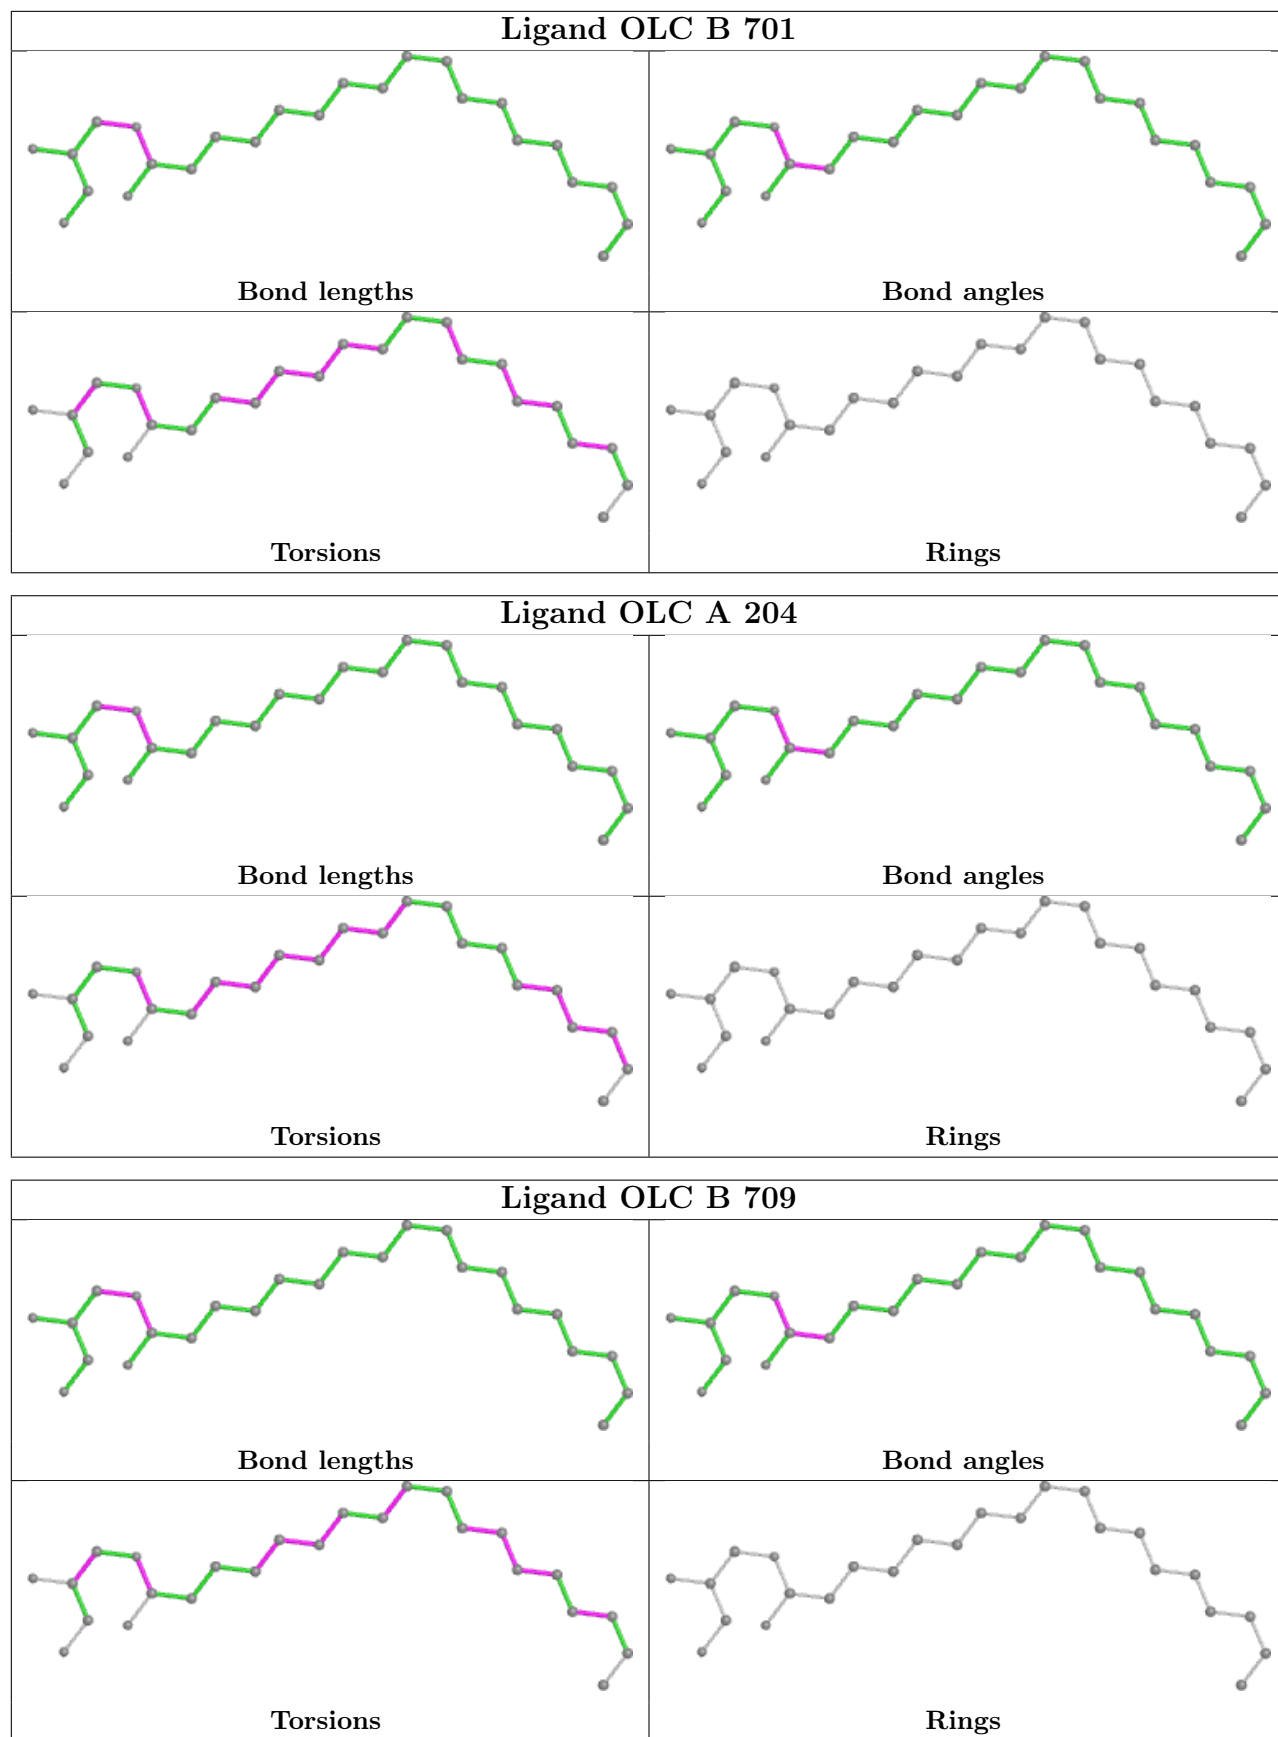 Ligand OLC B 701
Bond lengths
Bond angles
Torsions
Rings
Ligand OLC A 204
Bond lengths
Bond angles
Torsions
Rings
Ligand OLC B 709
Bond lengths
Bond angles
Torsions
Rings